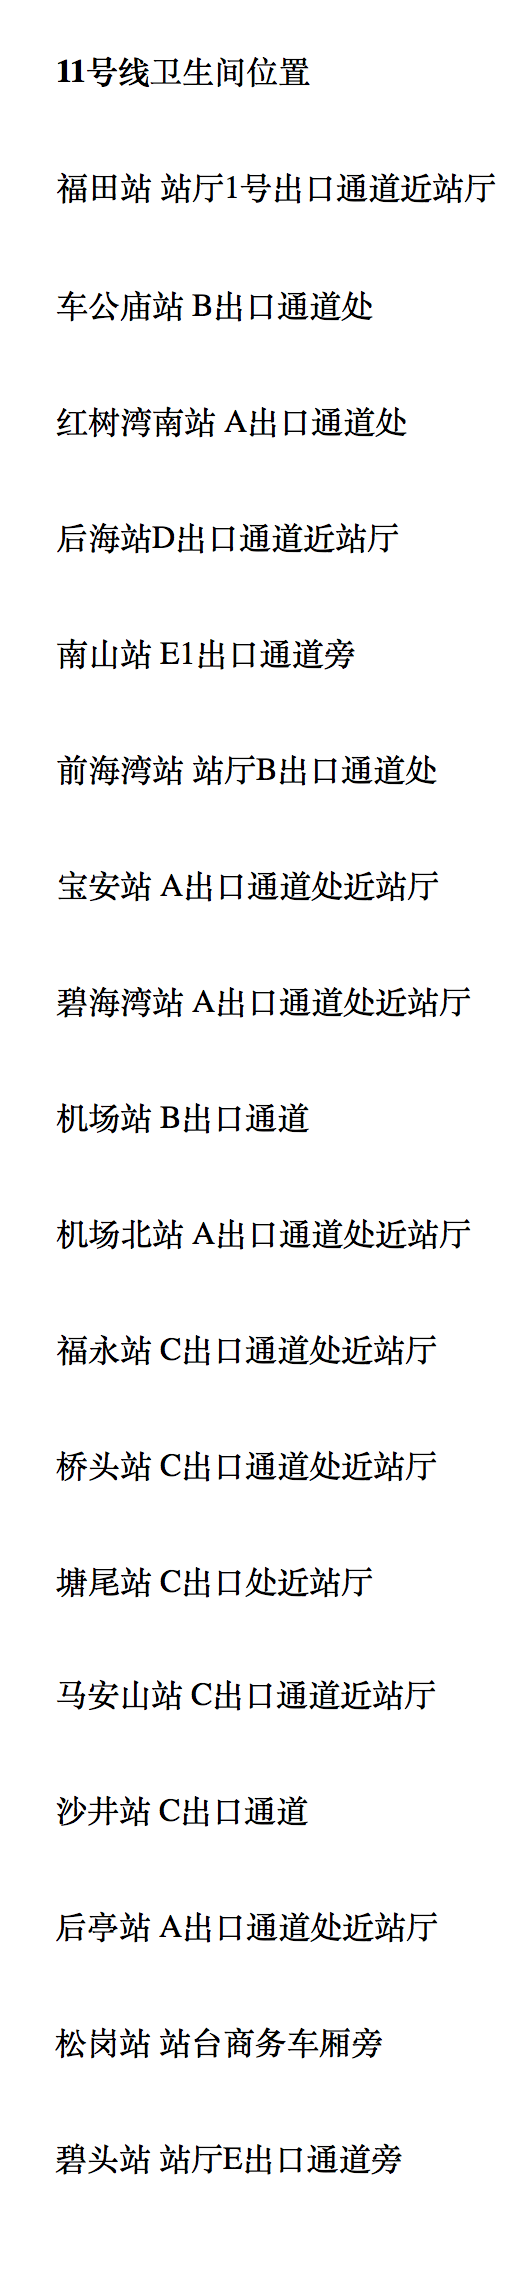 11号线卫生间位置
福田站 站厅1号出口通道近站厅
车公庙站 B出口通道处
红树湾南站 A出口通道处
后海站D出口通道近站厅
南山站 E1出口通道旁
前海湾站 站厅B出口通道处
宝安站 A出口通道处近站厅
碧海湾站 A出口通道处近站厅
机场站 B出口通道
机场北站 A出口通道处近站厅
福永站 C出口通道处近站厅
桥头站 C出口通道处近站厅
塘尾站 C出口处近站厅
马安山站 C出口通道近站厅
沙井站 C出口通道
后亭站 A出口通道处近站厅
松岗站 站台商务车厢旁
碧头站 站厅E出口通道旁